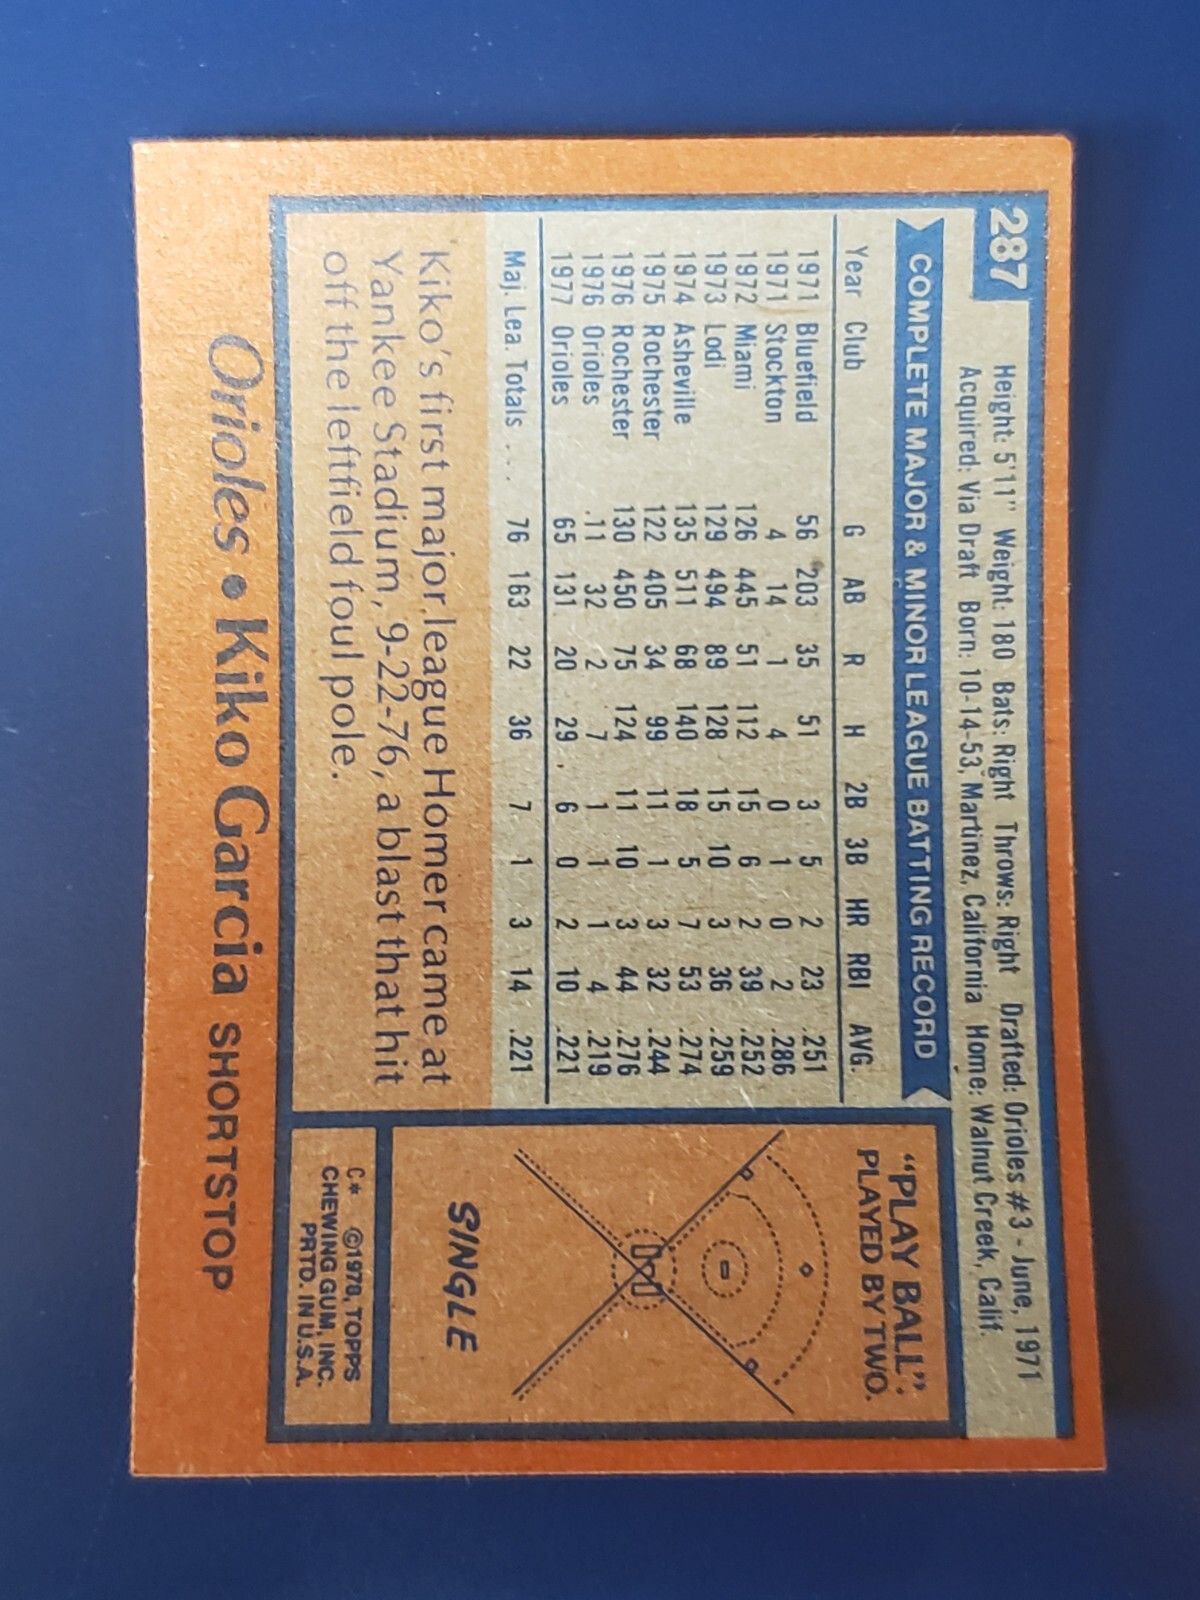 287
Height: 5'11" Weight: 180 Bats: Right Throws: Right Drafted: Orioles #3 - June, 1971
Acquired: Via Draft Born: 10-14-53, Martinez, California Home: Walnut Creek, Calif.
COMPLETE MAJOR & MINOR LEAGUE BATTING RECORD
Year Club G AB R H 2B 3B HR RBI AVG.
1971 Bluefield 56 203 35 51 3 5 2 23 .251
1971 Stockton 4 14 1 4 0 1 0 2 .286
1972 Miami 126 445 51 112 15 6 2 39 .252
1973 Lodi 129 494 89 128 15 10 3 36 .259
1974 Asheville 135 511 68 140 18 5 7 53 .274
1975 Rochester 122 405 34 99 11 1 3 32 .244
1976 Rochester 130 450 75 124 11 10 3 44 .276
1976 Orioles 11 32 2 7 1 1 1 4 .219
1977 Orioles 65 131 20 29 6 0 2 10 .221
Maj. Lea. Totals ... 76 163 22 36 7 1 3 14 .221
Kiko's first major league Homer came at
Yankee Stadium, 9-22-76, a blast that hit
off the leftfield foul pole.
"PLAY BALL":
PLAYED BY TWO.
SINGLE
C* ©1978, TOPPS
CHEWING GUM, INC.
PRTD. IN U.S.A.
Orioles • Kiko Garcia SHORTSTOP